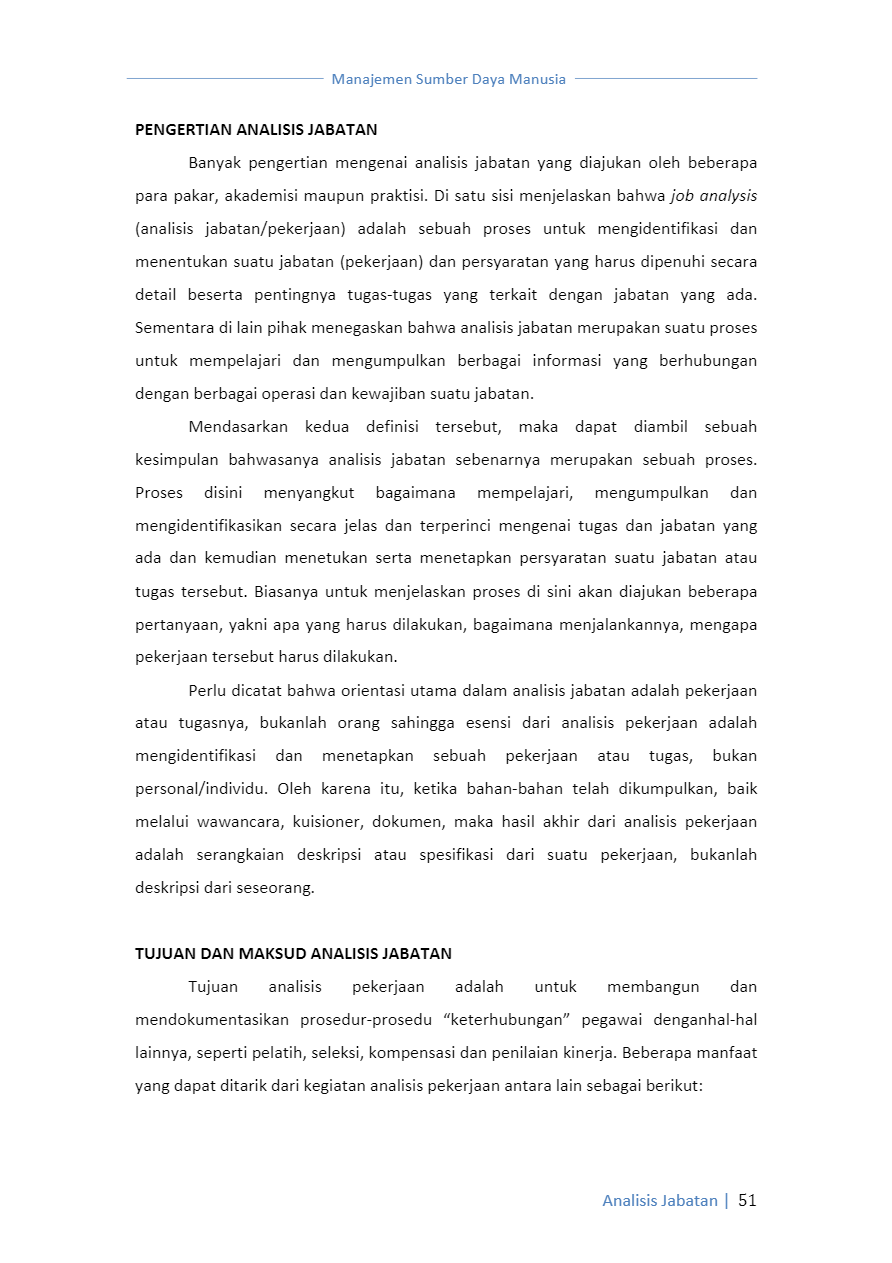 Manajemen Sumber Daya Manusia
PENGERTIAN ANALISIS JABATAN
Banyak pengertian mengenai analisis jabatan yang diajukan oleh beberapa
para pakar, akademisi maupun praktisi. Di satu sisi menjelaskan bahwa job analysis
(analisis jabatan/pekerjaan) adalah sebuah proses untuk mengidentifikasi dan
menentukan suatu jabatan (pekerjaan) dan persyaratan yang harus dipenuhi secara
detail beserta pentingnya tugas-tugas yang terkait dengan jabatan yang ada.
Sementara di lain pihak menegaskan bahwa analisis jabatan merupakan suatu proses
untuk mempelajari dan mengumpulkan berbagai informasi yang berhubungan
dengan berbagai operasi dan kewajiban suatu jabatan.
Mendasarkan kedua definisi tersebut, maka dapat diambil sebuah
kesimpulan bahwasanya analisis jabatan sebenarnya merupakan sebuah proses.
Proses disini menyangkut bagaimana mempelajari, mengumpulkan dan
mengidentifikasikan secara jelas dan terperinci mengenai tugas dan jabatan yang
ada dan kemudian menetukan serta menetapkan persyaratan suatu jabatan atau
tugas tersebut. Biasanya untuk menjelaskan proses di sini akan diajukan beberapa
pertanyaan, yakni apa yang harus dilakukan, bagaimana menjalankannya, mengapa
pekerjaan tersebut harus dilakukan.
Perlu dicatat bahwa orientasi utama dalam analisis jabatan adalah pekerjaan
atau tugasnya, bukanlah orang sahingga esensi dari analisis pekerjaan adalah
mengidentifikasi dan menetapkan sebuah pekerjaan atau tugas, bukan
personal/individu. Oleh karena itu, ketika bahan-bahan telah dikumpulkan, baik
melalui wawancara, kuisioner, dokumen, maka hasil akhir dari analisis pekerjaan
adalah serangkaian deskripsi atau spesifikasi dari suatu pekerjaan, bukanlah
deskripsi dari seseorang.
TUJUAN DAN MAKSUD ANALISIS JABATAN
Tujuan analisis pekerjaan adalah untuk membangun dan
mendokumentasikan prosedur-prosedu “keterhubungan” pegawai denganhal-hal
lainnya, seperti pelatih, seleksi, kompensasi dan penilaian kinerja. Beberapa manfaat
yang dapat ditarik dari kegiatan analisis pekerjaan antara lain sebagai berikut:
Analisis Jabatan | 51